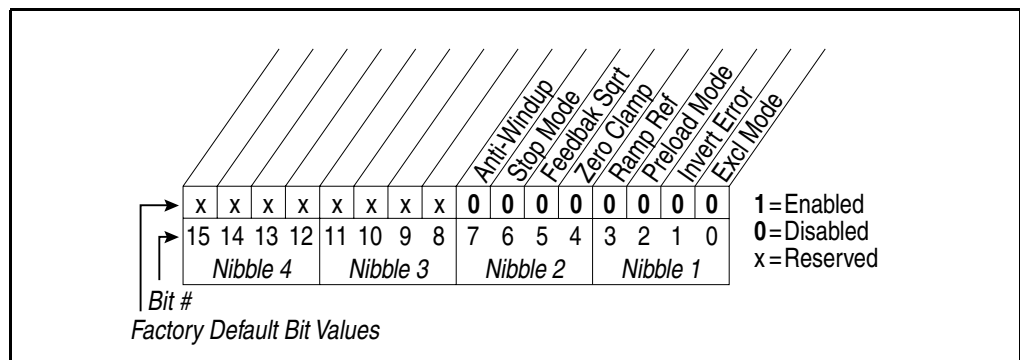 Anti-Windup
Stop Mode
Feedbak Sqrt
Zero Clamp
Ramp Ref
Preload Mode
Invert Error
Excl Mode
x x x x x x x x 0 0 0 0 0 0 0 0
15 14 13 12 11 10 9 8 7 6 5 4 3 2 1 0
Nibble 4 Nibble 3 Nibble 2 Nibble 1
1=Enabled
0=Disabled
x=Reserved
Bit #
Factory Default Bit Values